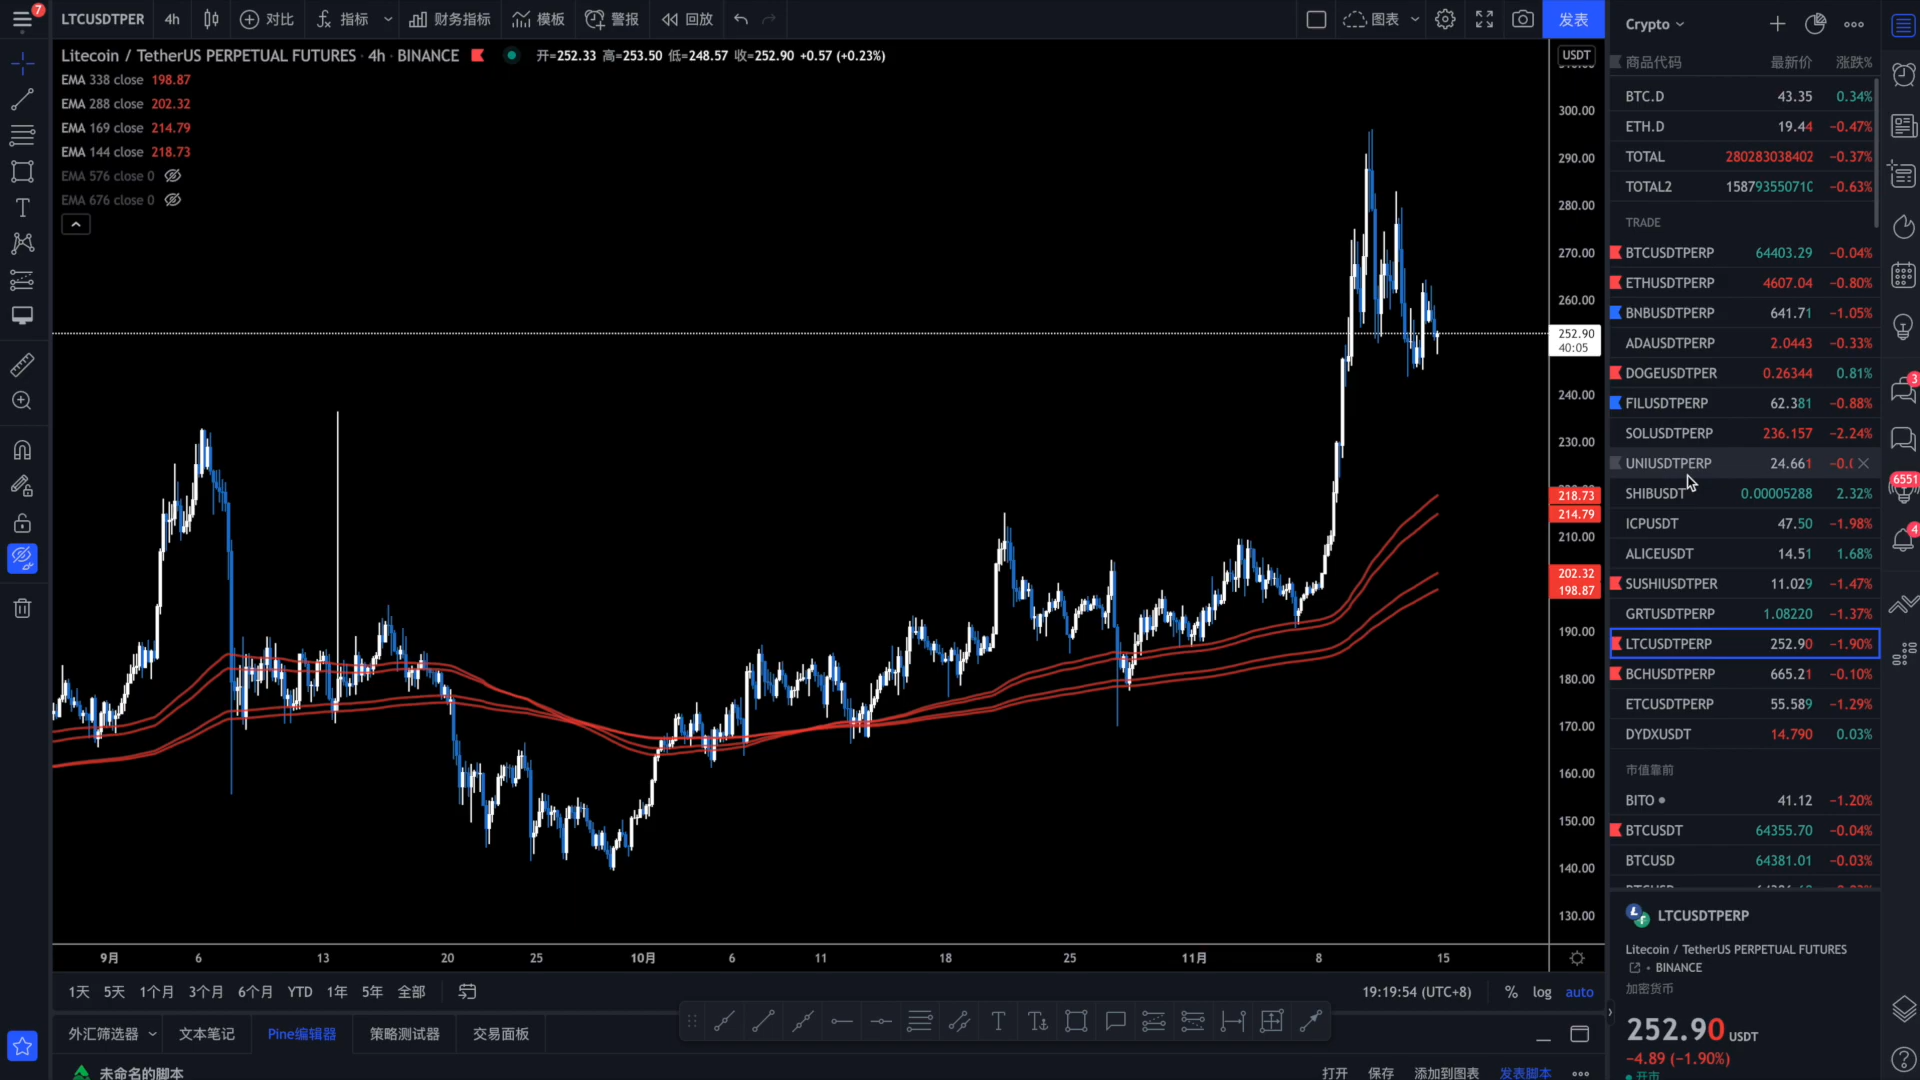 7
LTCUSDTPER 4h 对比 指标 财务指标 模板 警报 回放 图表 发表
Litecoin / TetherUS PERPETUAL FUTURES · 4h · BINANCE 开=252.33 高=253.50 低=248.57 收=252.90 +0.57 (+0.23%)
EMA 338 close 198.87
EMA 288 close 202.32
EMA 169 close 214.79
EMA 144 close 218.73
EMA 576 close 0
EMA 676 close 0
USDT
300.00
290.00
280.00
270.00
260.00
252.90
40:05
240.00
230.00
218.73
214.79
210.00
202.32
198.87
190.00
180.00
170.00
160.00
150.00
140.00
130.00
9月 6 13 20 25 10月 6 11 18 25 11月 8 15
1天 5天 1个月 3个月 6个月 YTD 1年 5年 全部
19:19:54 (UTC+8) % log auto
外汇筛选器 文本笔记 Pine编辑器 策略测试器 交易面板
未命名的脚本 打开 保存 添加到图表 发表脚本
Crypto
商品代码 最新价 涨跌%
BTC.D 43.35 0.34%
ETH.D 19.44 −0.47%
TOTAL 280283038402 −0.37%
TOTAL2 15879355071 −0.63%
TRADE
BTCUSDTPERP 64403.29 −0.04%
ETHUSDTPERP 4607.04 −0.80%
BNBUSDTPERP 641.71 −1.05%
ADAUSDTPERP 2.0443 −0.33%
DOGEUSDTPER 0.26344 0.81%
FILUSDTPERP 62.381 −0.88%
SOLUSDTPERP 236.157 −2.24%
UNIUSDTPERP 24.661 −0.
SHIBUSDT 0.00005288 2.32%
ICPUSDT 47.50 −1.98%
ALICEUSDT 14.51 1.68%
SUSHIUSDTPER 11.029 −1.47%
GRTUSDTPERP 1.08220 −1.37%
LTCUSDTPERP 252.90 −1.90%
BCHUSDTPERP 665.21 −0.10%
ETCUSDTPERP 55.589 −1.29%
DYDXUSDT 14.790 0.03%
市值靠前
BITO 41.12 −1.20%
BTCUSDT 64355.70 −0.04%
BTCUSD 64381.01 −0.03%
LTCUSDTPERP
Litecoin / TetherUS PERPETUAL FUTURES
BINANCE
加密货币
252.90 USDT
−4.89 (−1.90%)
开市
3
6551
4